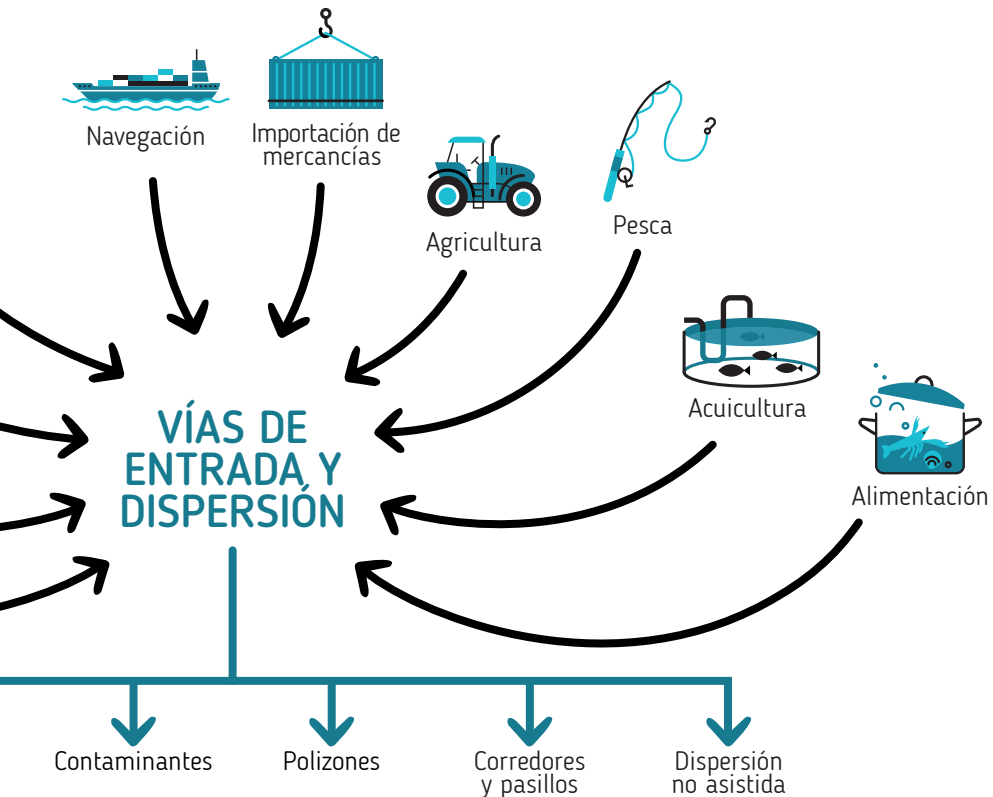 Navegación
Importación de
mercancías
Agricultura
Pesca
Acuicultura
Alimentación
VÍAS DE
ENTRADA Y
DISPERSIÓN
Contaminantes
Polizones
Corredores
y pasillos
Dispersión
no asistida